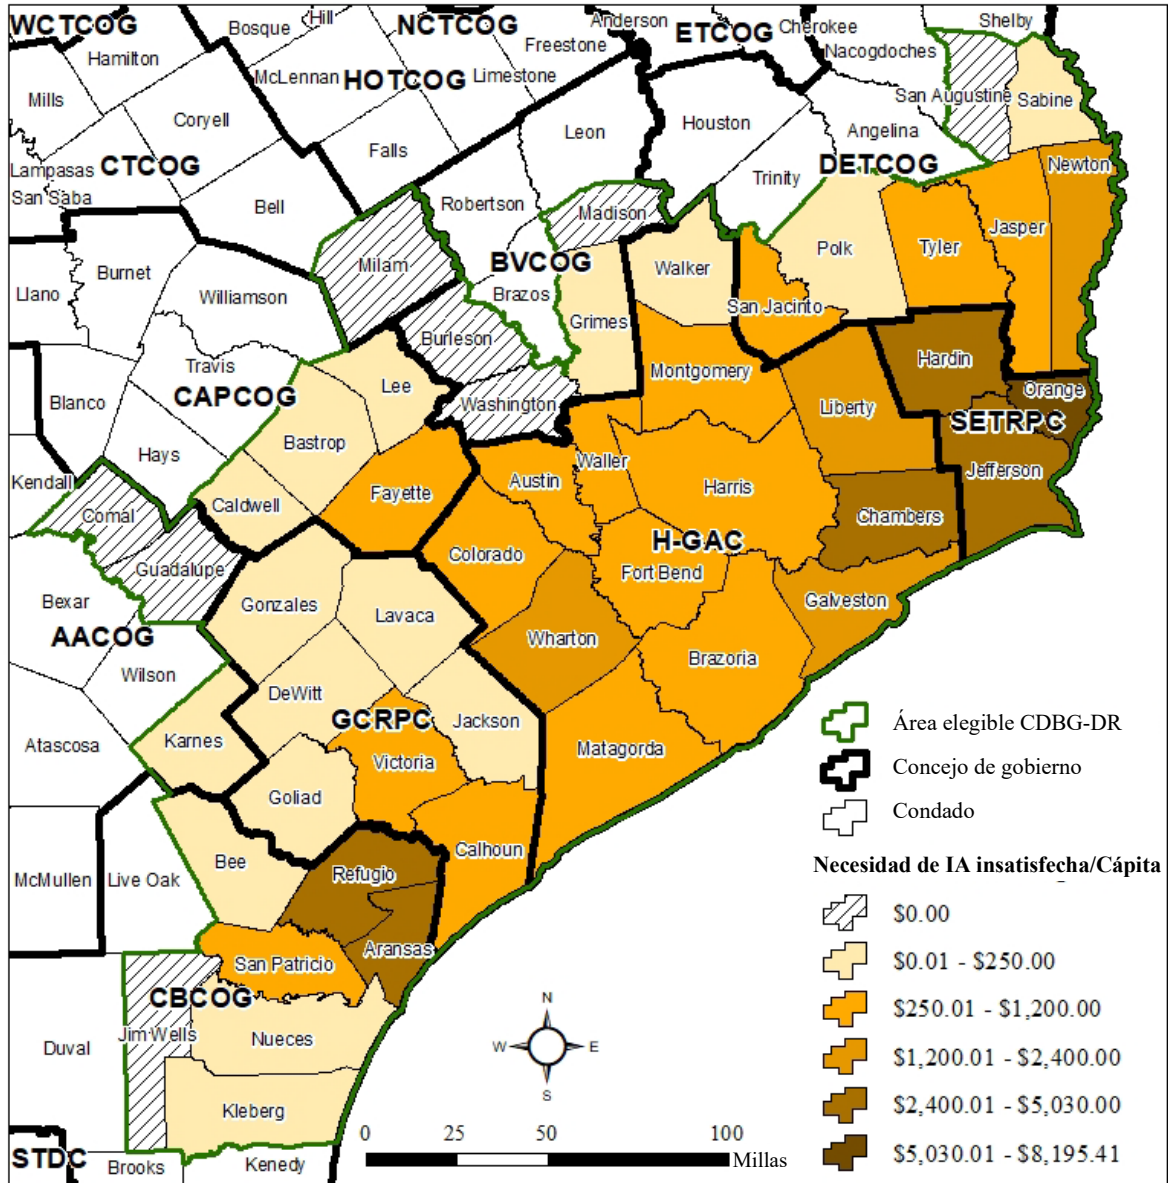 WCTCOG
Hamilton
Bosque
Hill
NCTCOG
Freestone
Anderson
ETCOG
Cherokee
Nacogdoches
Shelby
McLennan
HOTCOG
Limestone
Mills
Coryell
Leon
Houston
San Augustine
Sabine
Angelina
Falls
Lampasas
CTCOG
San Saba
Bell
Robertson
Madison
Trinity
DETCOG
Newton
Jasper
Burnet
Milam
BVCOG
Walker
Polk
Tyler
Llano
Williamson
Brazos
San Jacinto
Grimes
Burleson
Travis
Hardin
Montgomery
Lee
CAPCOG
Blanco
Washington
Liberty
Orange
SETRPC
Bastrop
Hays
Waller
Jefferson
Kendall
Austin
Harris
Fayette
Caldwell
Comal
Chambers
H-GAC
Colorado
Guadalupe
Fort Bend
Bexar
Gonzales
Lavaca
Galveston
AACOG
Wharton
Wilson
Brazoria
DeWitt
GCRPC
Jackson
Karnes
Atascosa
Victoria
Matagorda
Goliad
Calhoun
Bee
Refugio
McMullen
Live Oak
Aransas
San Patricio
CBCOG
Jim Wells
Nueces
Duval
Kleberg
STDC
Brooks
Kenedy
N
W
E
S
0
25
50
100
Millas
Área elegible CDBG-DR
Concejo de gobierno
Condado
Necesidad de IA insatisfecha/Cápita
$0.00
$0.01 - $250.00
$250.01 - $1,200.00
$1,200.01 - $2,400.00
$2,400.01 - $5,030.00
$5,030.01 - $8,195.41